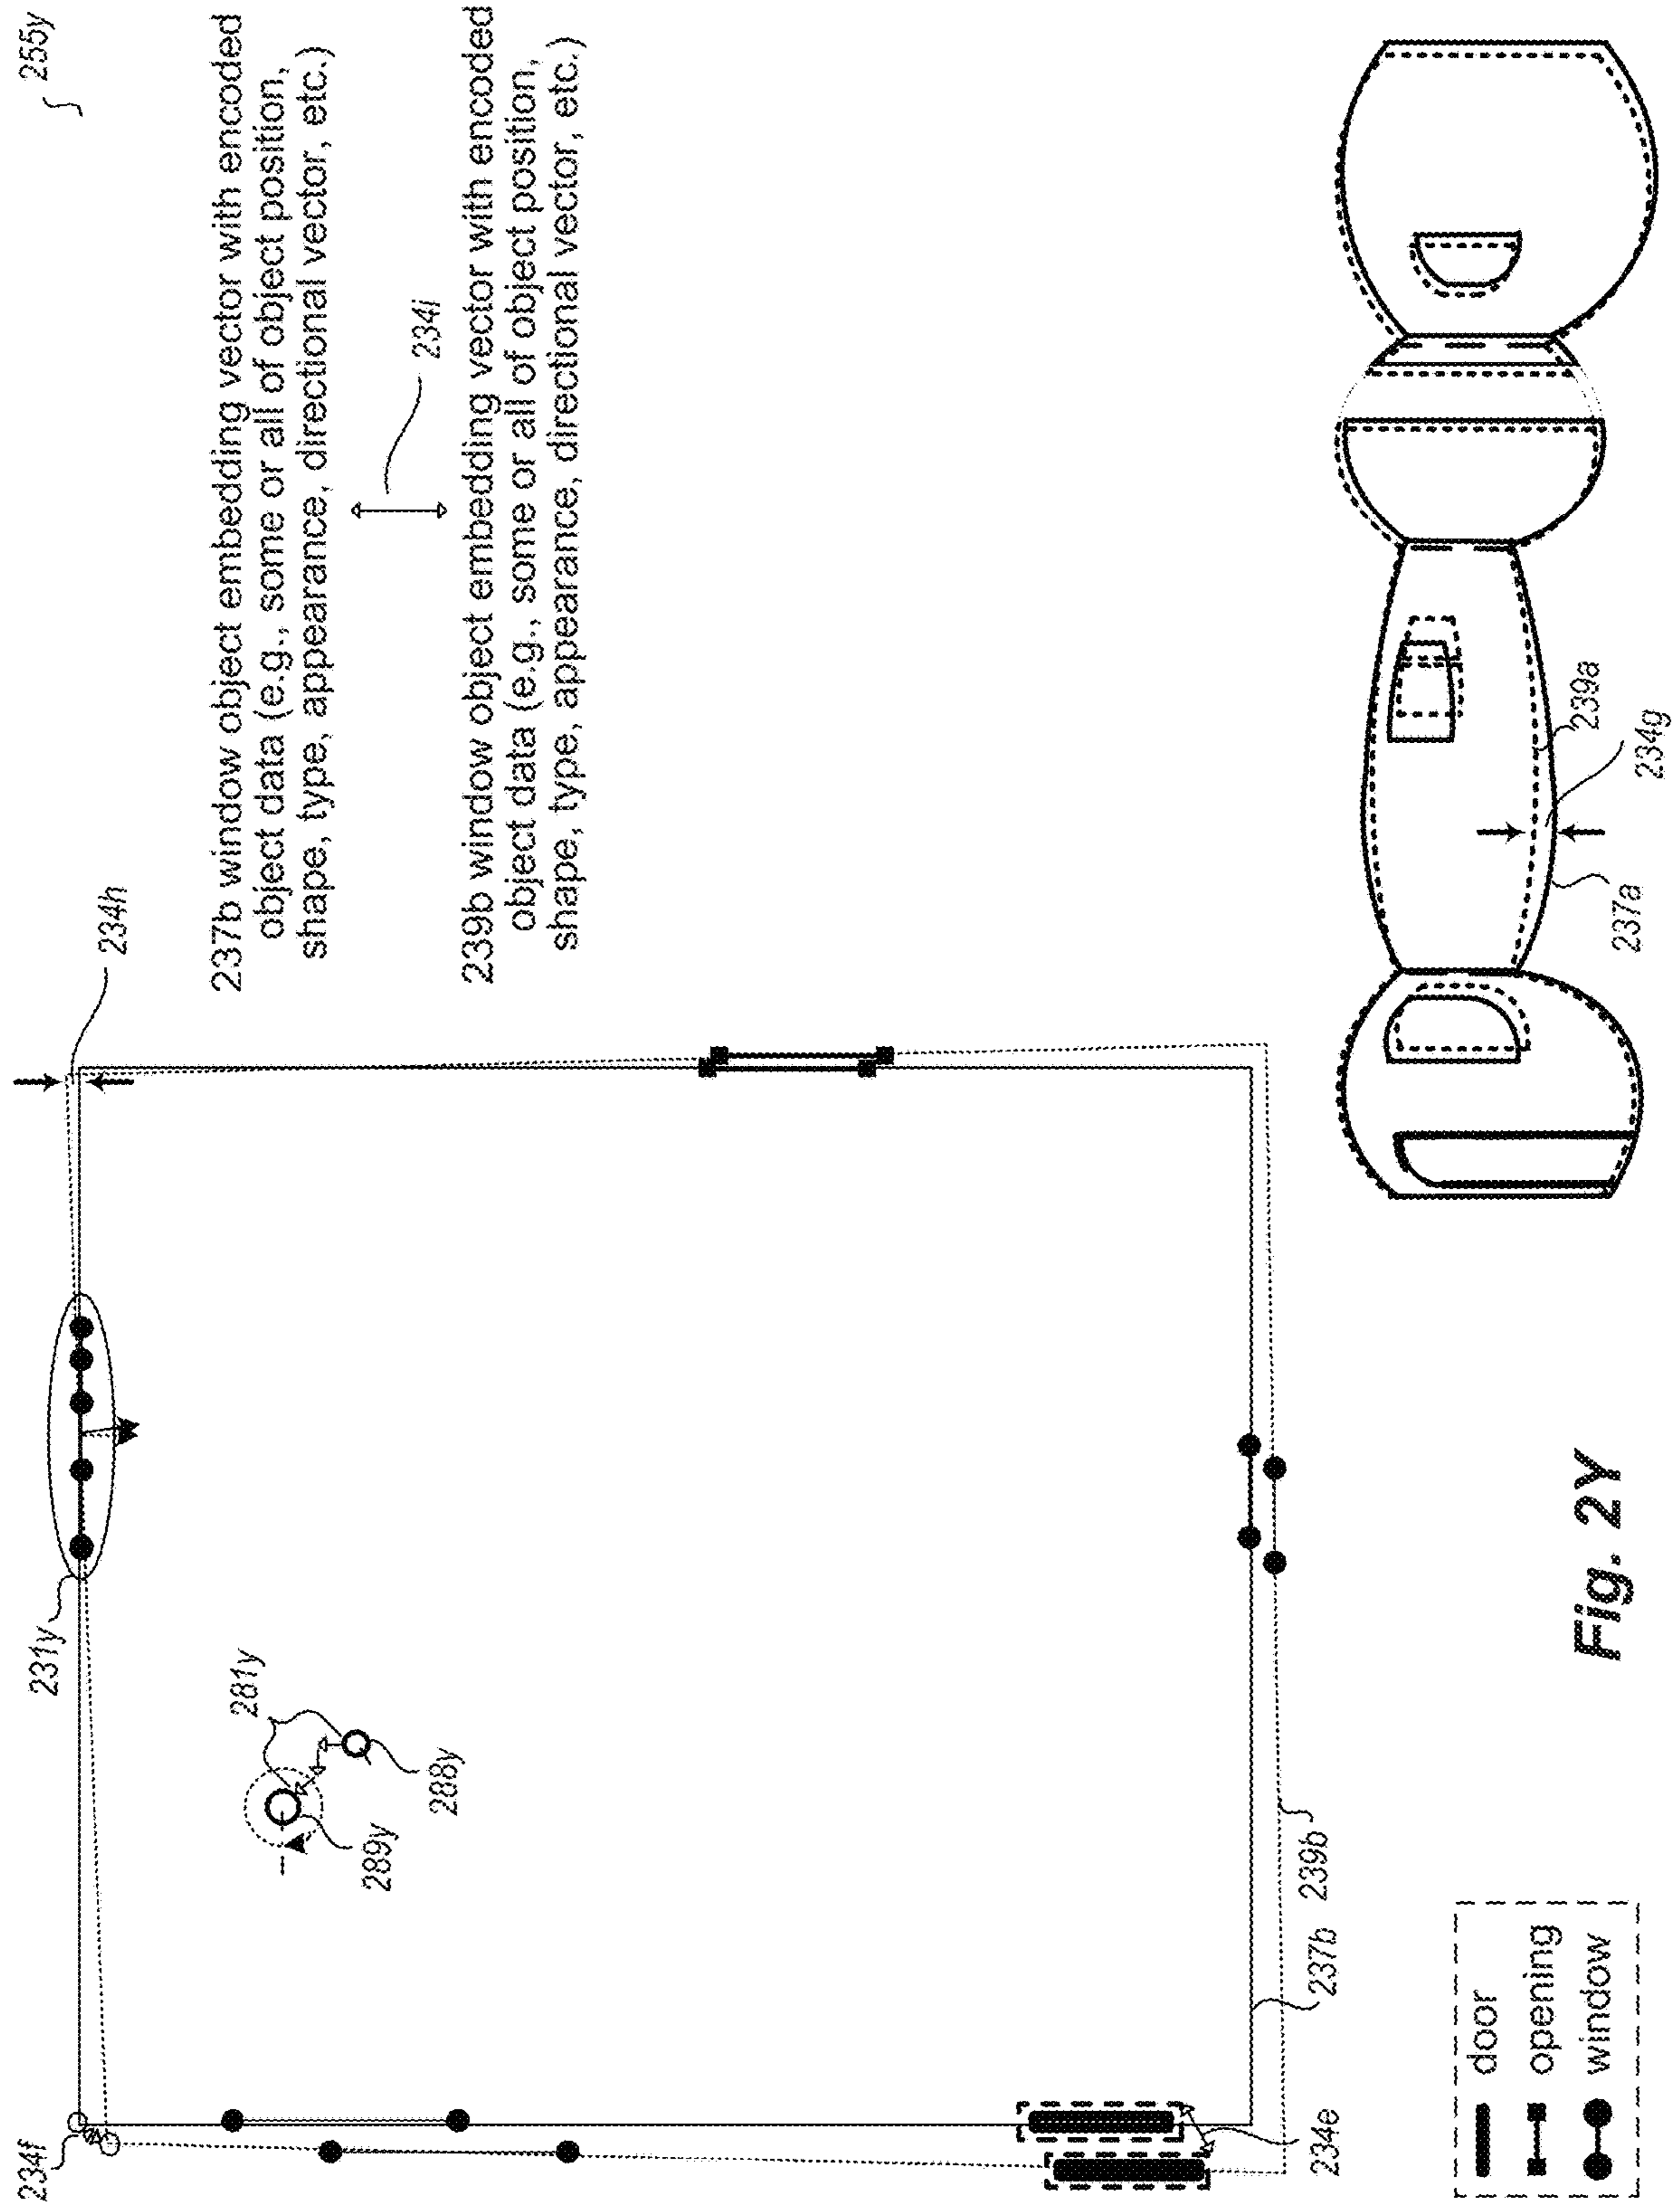 255y
234h
237b window object embedding vector with encoded
object data (e.g., some or all of object position,
shape, type, appearance, directional vector, etc.)
234i
239b window object embedding vector with encoded
object data (e.g., some or all of object position,
shape, type, appearance, directional vector, etc.)
231y
281y
288y
289y
234f
234e
237b
239b
239a
234g
237a
door
opening
window
Fig. 2Y